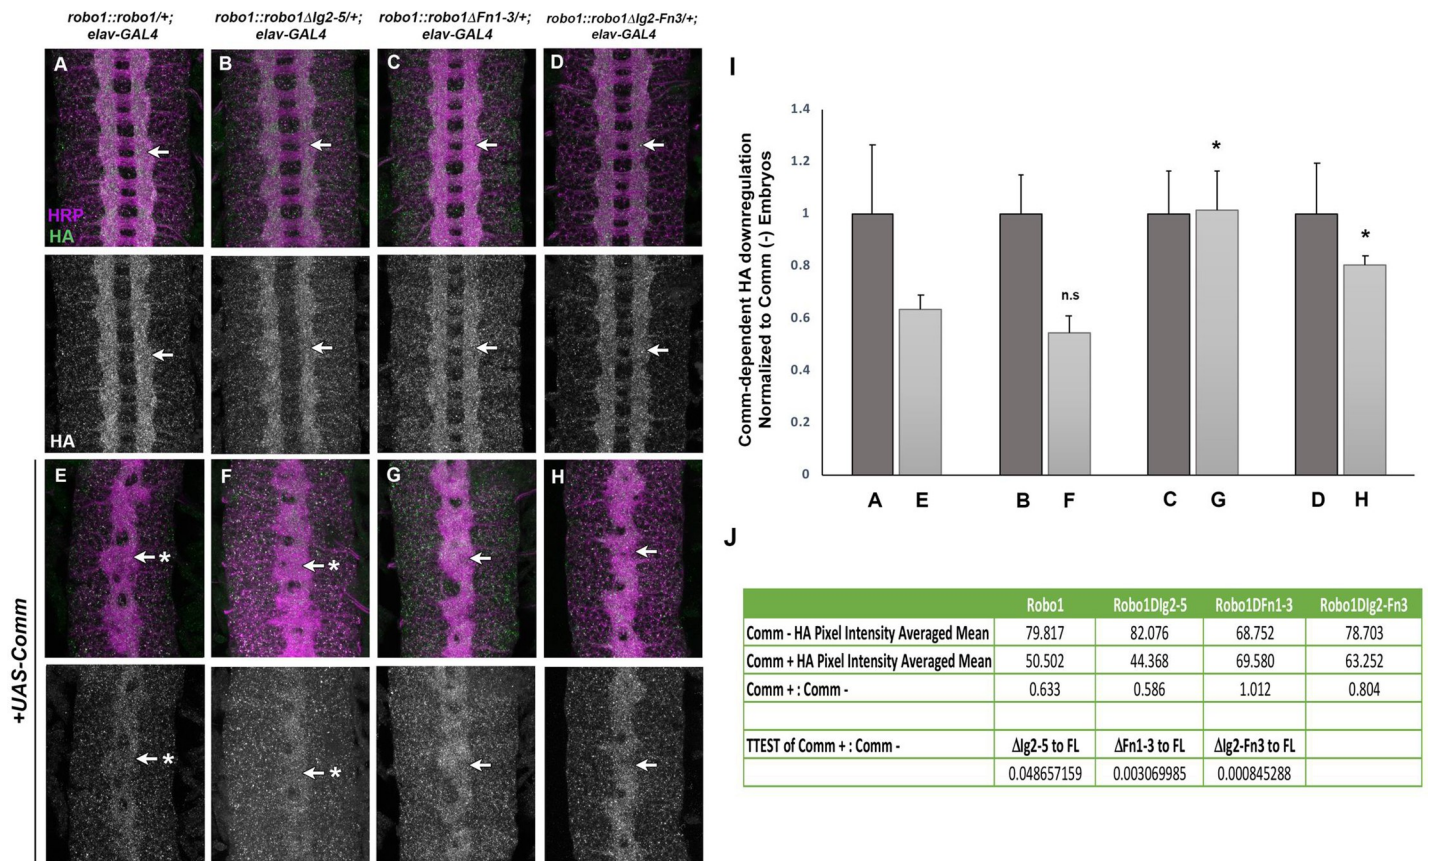 robo1::robo1/+;
elav-GAL4
robo1::robo1ΔIg2-5/+;
elav-GAL4
robo1::robo1ΔFn1-3/+;
elav-GAL4
robo1::robo1ΔIg2-Fn3/+;
elav-GAL4
A
B
C
D
HRP
HA
HA
+UAS-Comm
E
F
G
H
*
*
*
*
I
Comm-dependent HA downregulation
Normalized to Comm (-) Embryos
1.4
1.2
1
0.8
0.6
0.4
0.2
0
n.s
*
*
A E B F C G D H
J
Robo1 Robo1DIg2-5 Robo1DFn1-3 Robo1DIg2-Fn3
Comm - HA Pixel Intensity Averaged Mean 79.817 82.076 68.752 78.703
Comm + HA Pixel Intensity Averaged Mean 50.502 44.368 69.580 63.252
Comm + : Comm - 0.633 0.586 1.012 0.804
TTEST of Comm + : Comm - ΔIg2-5 to FL ΔFn1-3 to FL ΔIg2-Fn3 to FL
0.048657159 0.003069985 0.000845288